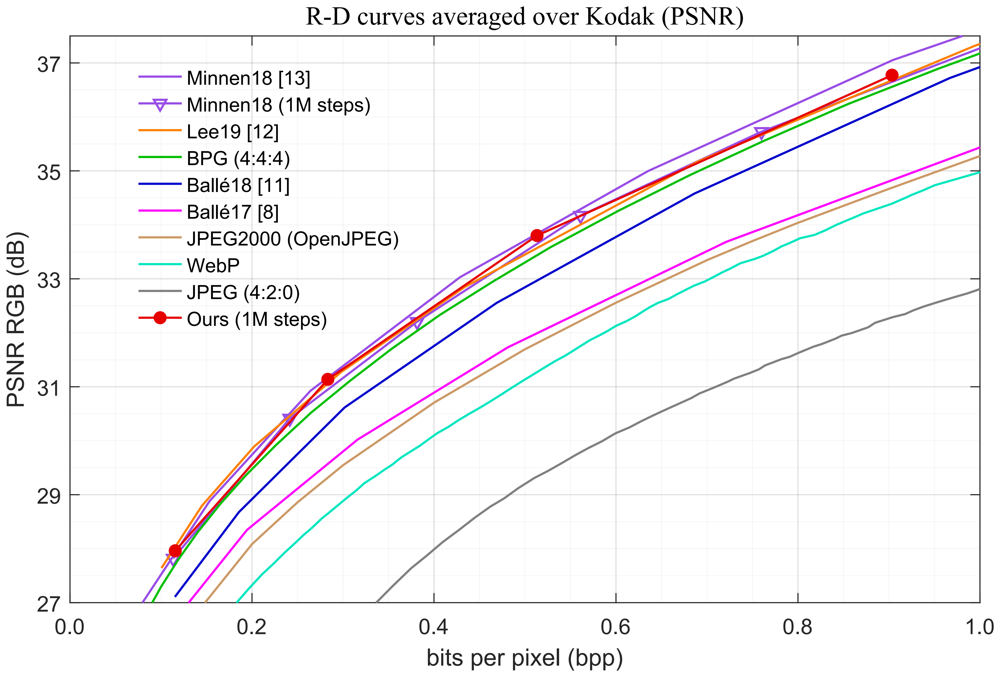 R-D curves averaged over Kodak (PSNR)
37
35
33
31
29
27
PSNR RGB (dB)
Minnen18 [13]
Minnen18 (1M steps)
Lee19 [12]
BPG (4:4:4)
Ballé18 [11]
Ballé17 [8]
JPEG2000 (OpenJPEG)
WebP
JPEG (4:2:0)
Ours (1M steps)
0.0 0.2 0.4 0.6 0.8 1.0
bits per pixel (bpp)